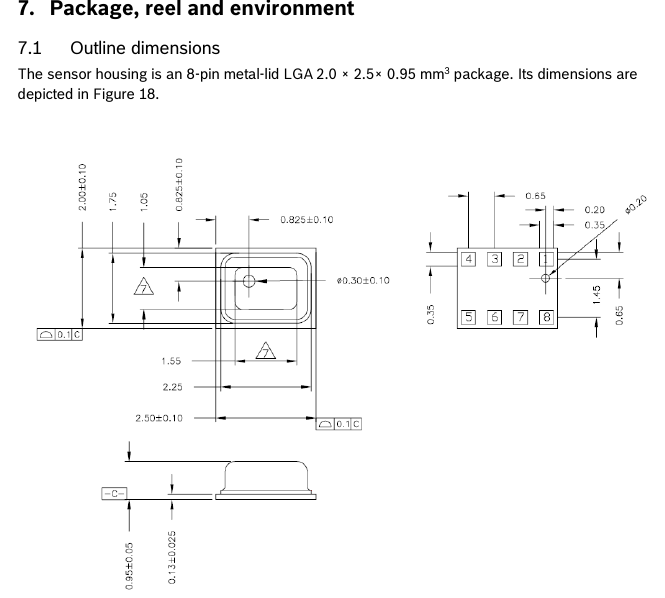 7. Package, reel and environment
7.1 Outline dimensions
The sensor housing is an 8-pin metal-lid LGA 2.0 × 2.5× 0.95 mm³ package. Its dimensions are
depicted in Figure 18.
2.00±0.10
1.75
1.05
0.825±0.10
0.825±0.10
ø0.30±0.10
7
0.1 C
1.55
7
2.25
2.50±0.10
0.1 C
-C-
0.95±0.05
0.13±0.025
0.65
0.20
0.35
ø0.20
4 3 2 1
5 6 7 8
0.35
1.45
0.65